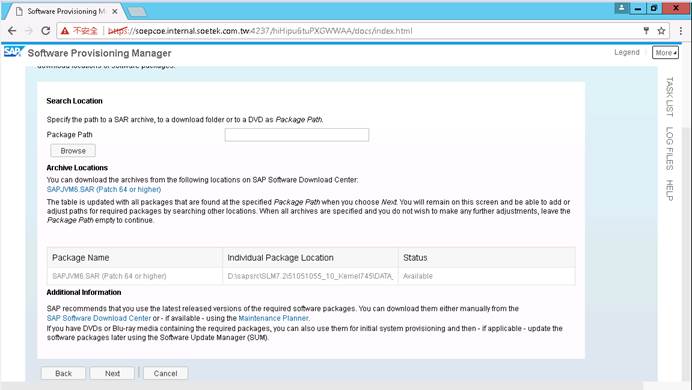 Software Provisioning M
不安全
https://soepcoe.internal.soetek.com.tw:4237/hiHipu6tuPXGWWAA/docs/index.html
SAP
Software Provisioning Manager
Legend
More
download locations of software packages.
Search Location
Specify the path to a SAR archive, to a download folder or to a DVD as Package Path.
Package Path
Browse
Archive Locations
You can download the archives from the following locations on SAP Software Download Center:
SAPJVM6.SAR (Patch 64 or higher)
The table is updated with all packages that are found at the specified Package Path when you choose Next. You will remain on this screen and be able to add or
adjust paths for required packages by searching other locations. When all archives are specified and you do not wish to make any further adjustments, leave the
Package Path empty to continue.
Package Name
Individual Package Location
Status
SAPJVM6.SAR (Patch 64 or higher)
D:\sapsrc\SLM7.2\51051055_10_Kernel745\DATA_
Available
Additional Information
SAP recommends that you use the latest released versions of the required software packages. You can download them either manually from the
SAP Software Download Center or - if available - using the Maintenance Planner.
If you have DVDs or Blu-ray media containing the required packages, you can also use them for initial system provisioning and then - if applicable - update the
software packages later using the Software Update Manager (SUM).
Back
Next
Cancel
TASK LIST
LOG FILES
HELP